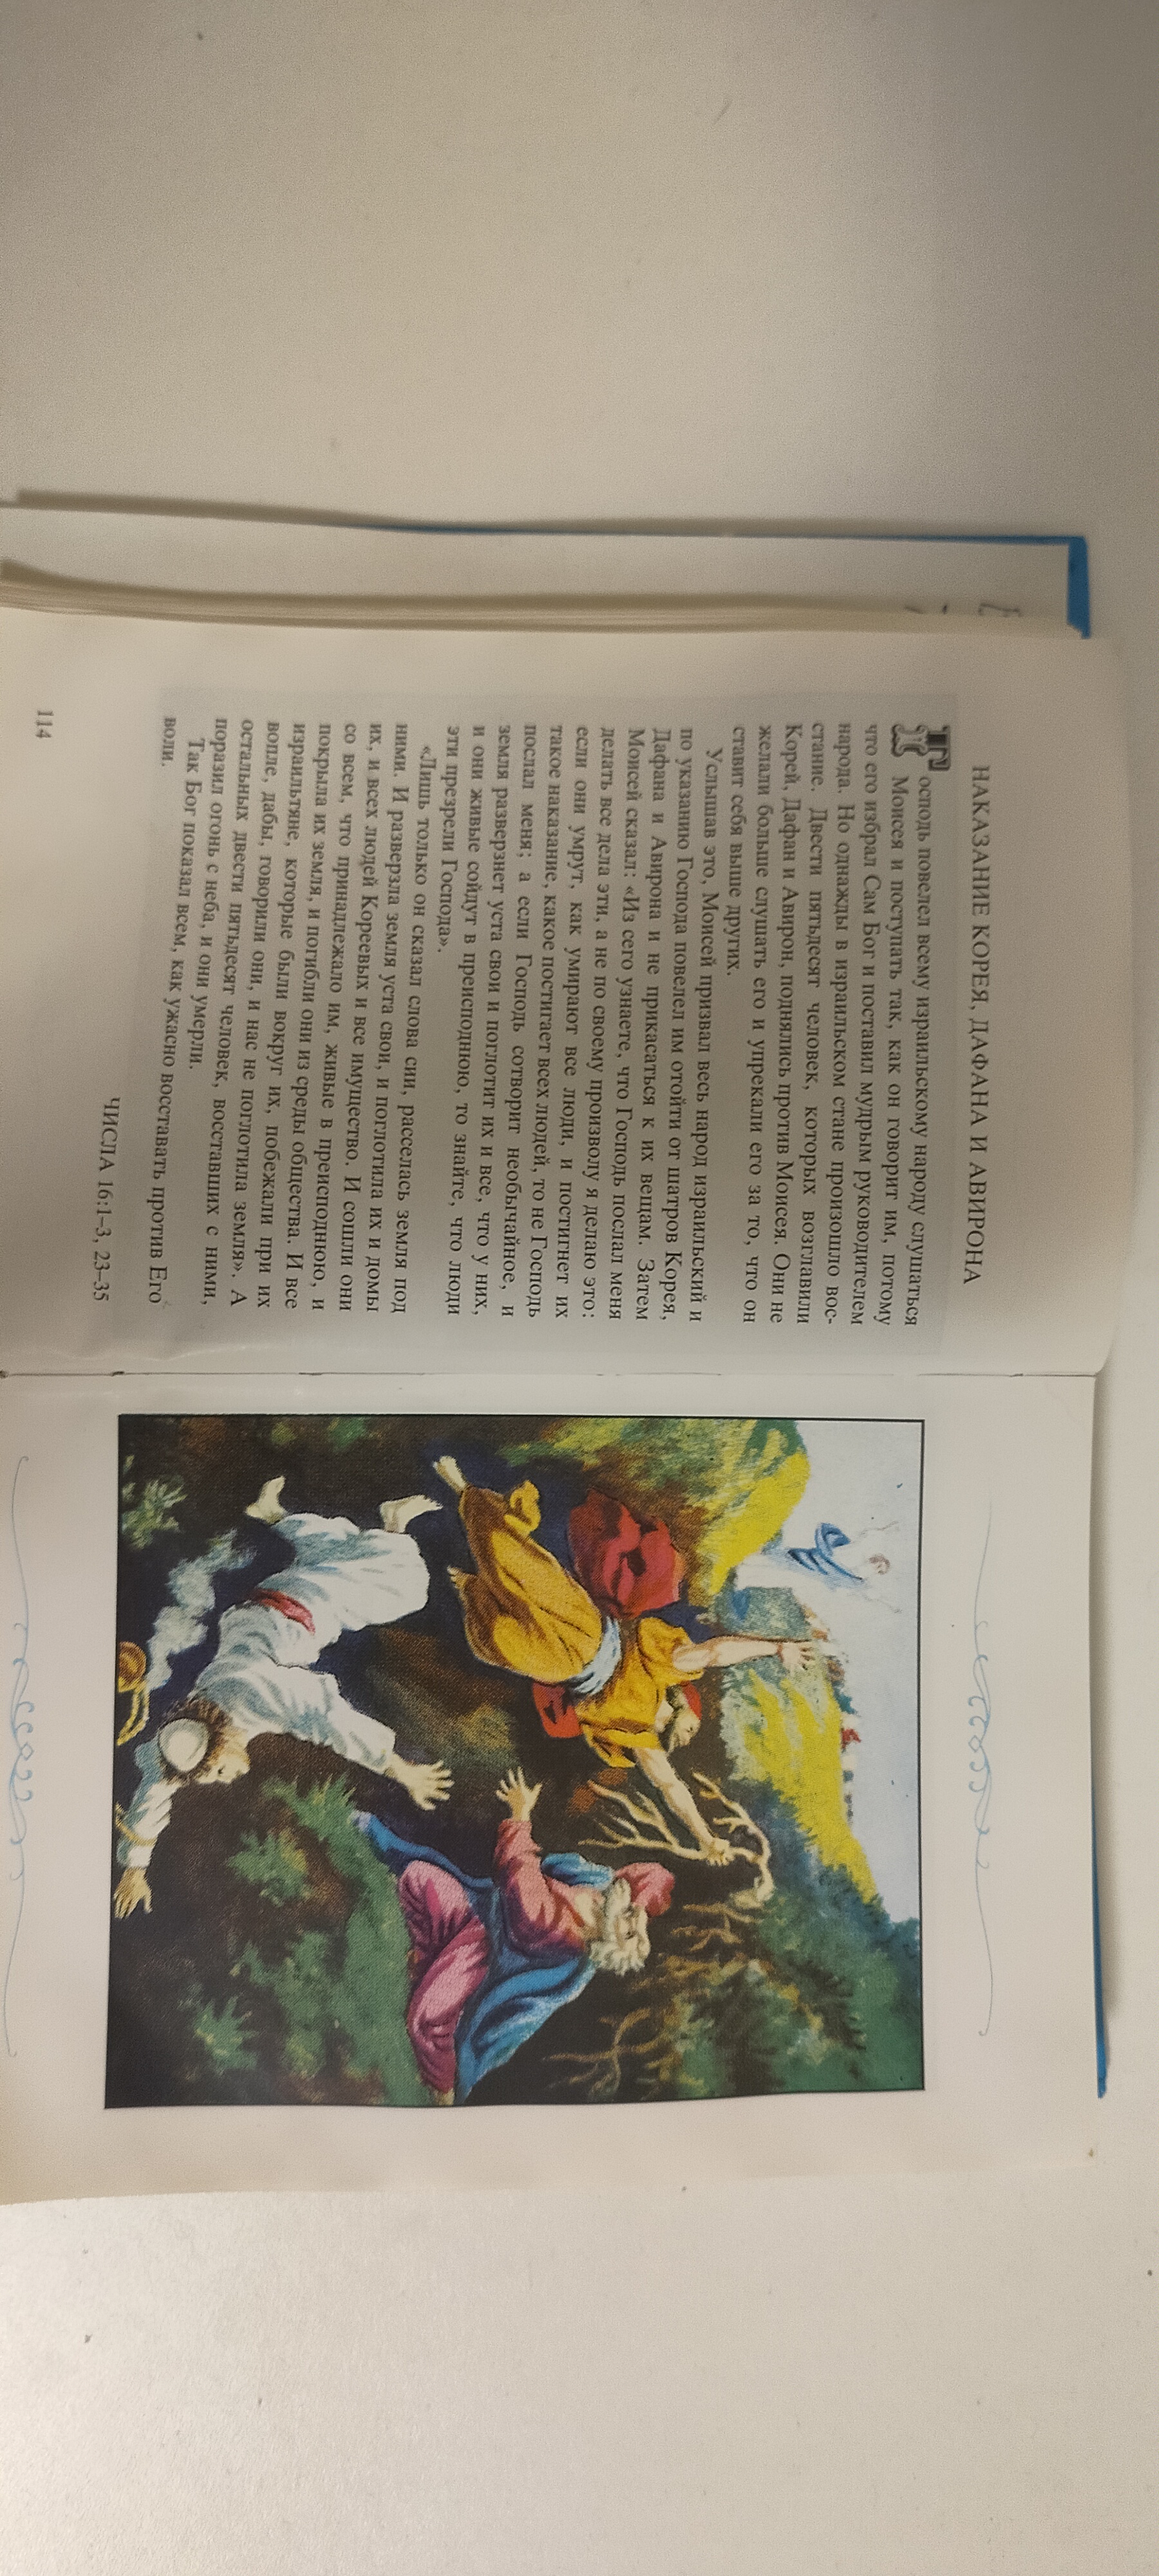 НАКАЗАНИЕ КОРЕЯ, ДАФАНА И АВИРОНА
Господь повелел всему израильскому народу слушаться
Моисея и поступать так, как он говорит им, потому
что его избрал Сам Бог и поставил мудрым руководителем
народа. Но однажды в израильском стане произошло вос-
стание. Двести пятьдесят человек, которых возглавили
Корей, Дафан и Авирон, поднялись против Моисея. Они не
желали больше слушать его и упрекали его за то, что он
ставит себя выше других.
Услышав это, Моисей призвал весь народ израильский и
по указанию Господа повелел им отойти от шатров Корея,
Дафана и Авирона и не прикасаться к их вещам. Затем
Моисей сказал: «Из сего узнаете, что Господь послал меня
делать все дела эти, а не по своему произволу я делаю это:
если они умрут, как умирают все люди, и постигнет их
такое наказание, какое постигает всех людей, то не Господь
послал меня; а если Господь сотворит необычайное, и
земля разверзнет уста свои и поглотит их и все, что у них,
и они живые сойдут в преисподнюю, то знайте, что люди
эти презрели Господа».
«Лишь только он сказал слова сии, расселась земля под
ними. И разверзла земля уста свои, и поглотила их и домы
их, и всех людей Кореевых и все имущество. И сошли они
со всем, что принадлежало им, живые в преисподнюю, и
покрыла их земля, и погибли они из среды общества. И все
израильтяне, которые были вокруг их, побежали при их
вопле, дабы, говорили они, и нас не поглотила земля». А
остальных двести пятьдесят человек, восставших с ними,
поразил огонь с неба, и они умерли.
Так Бог показал всем, как ужасно восставать против Его
воли.
ЧИСЛА 16:1–3, 23–35
114